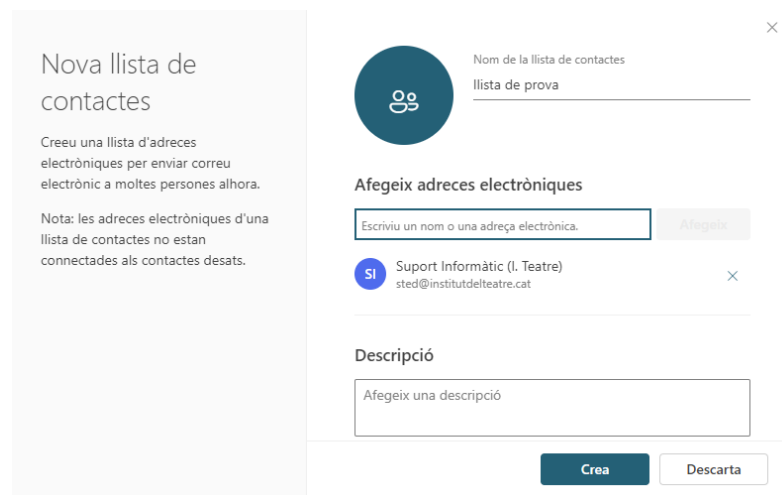 Nova llista de
contactes
Creeu una llista d'adreces
electròniques per enviar correu
electrònic a moltes persones alhora.
Nota: les adreces electròniques d'una
llista de contactes no estan
connectades als contactes desats.
Nom de la llista de contactes
llista de prova
Afegeix adreces electròniques
Escriviu un nom o una adreça electrònica.
Afegeix
SI
Suport Informàtic (I. Teatre)
sted@institutdelteatre.cat
Descripció
Afegeix una descripció
Crea
Descarta